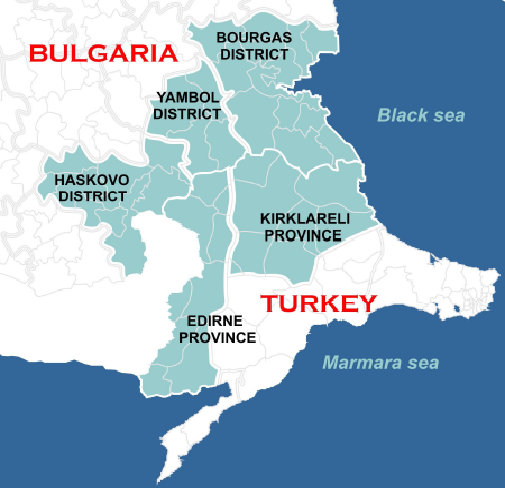 BOURGAS
DISTRICT
BULGARIA
YAMBOL
DISTRICT
Black sea
HASKOVO
DISTRICT
KIRKLARELI
PROVINCE
TURKEY
EDIRNE
PROVINCE
Marmara sea